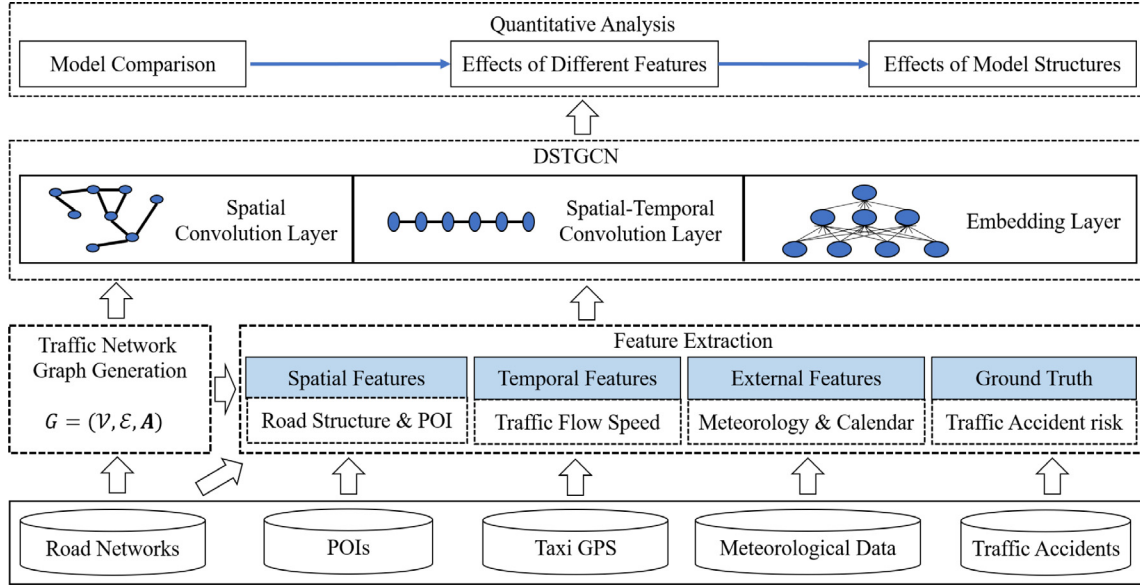 Quantitative Analysis
Model Comparison
Effects of Different Features
Effects of Model Structures
DSTGCN
Spatial
Convolution Layer
Spatial-Temporal
Convolution Layer
Embedding Layer
Traffic Network
Graph Generation
G = (𝒱, ℰ, A)
Feature Extraction
Spatial Features
Temporal Features
External Features
Ground Truth
Road Structure & POI
Traffic Flow Speed
Meteorology & Calendar
Traffic Accident risk
Road Networks
POIs
Taxi GPS
Meteorological Data
Traffic Accidents